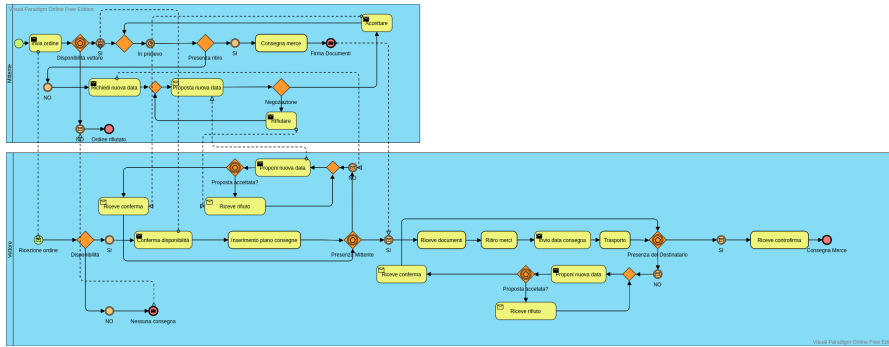 Visual Paradigm Online Free Edition
Mittente
Accettare
Invia ordine
Disponibilità vettore
SI
In prelievo
Presenza ritiro
SI
Consegna merce
Firma Documenti
NO
Richiedi nuova data
Proposta nuova data
Negoziazione
Rifiutare
NO
Ordine rifiutato
Vettore
Proponi nuova data
NO
Proposta accettata?
Riceve conferma
Riceve rifiuto
Ricezione ordine
Disponibilità
SI
Conferma disponibilità
Inserimento piano consegne
Presenza Mittente
SI
Riceve documenti
Ritiro merci
Invio data consegna
Trasporto
Presenza del Destinatario
SI
Riceve controfirma
Consegna Merce
Riceve conferma
Proposta accetata?
Proponi nuova data
NO
Riceve rifiuto
NO
Nessuna consegna
Visual Paradigm Online Free Edi